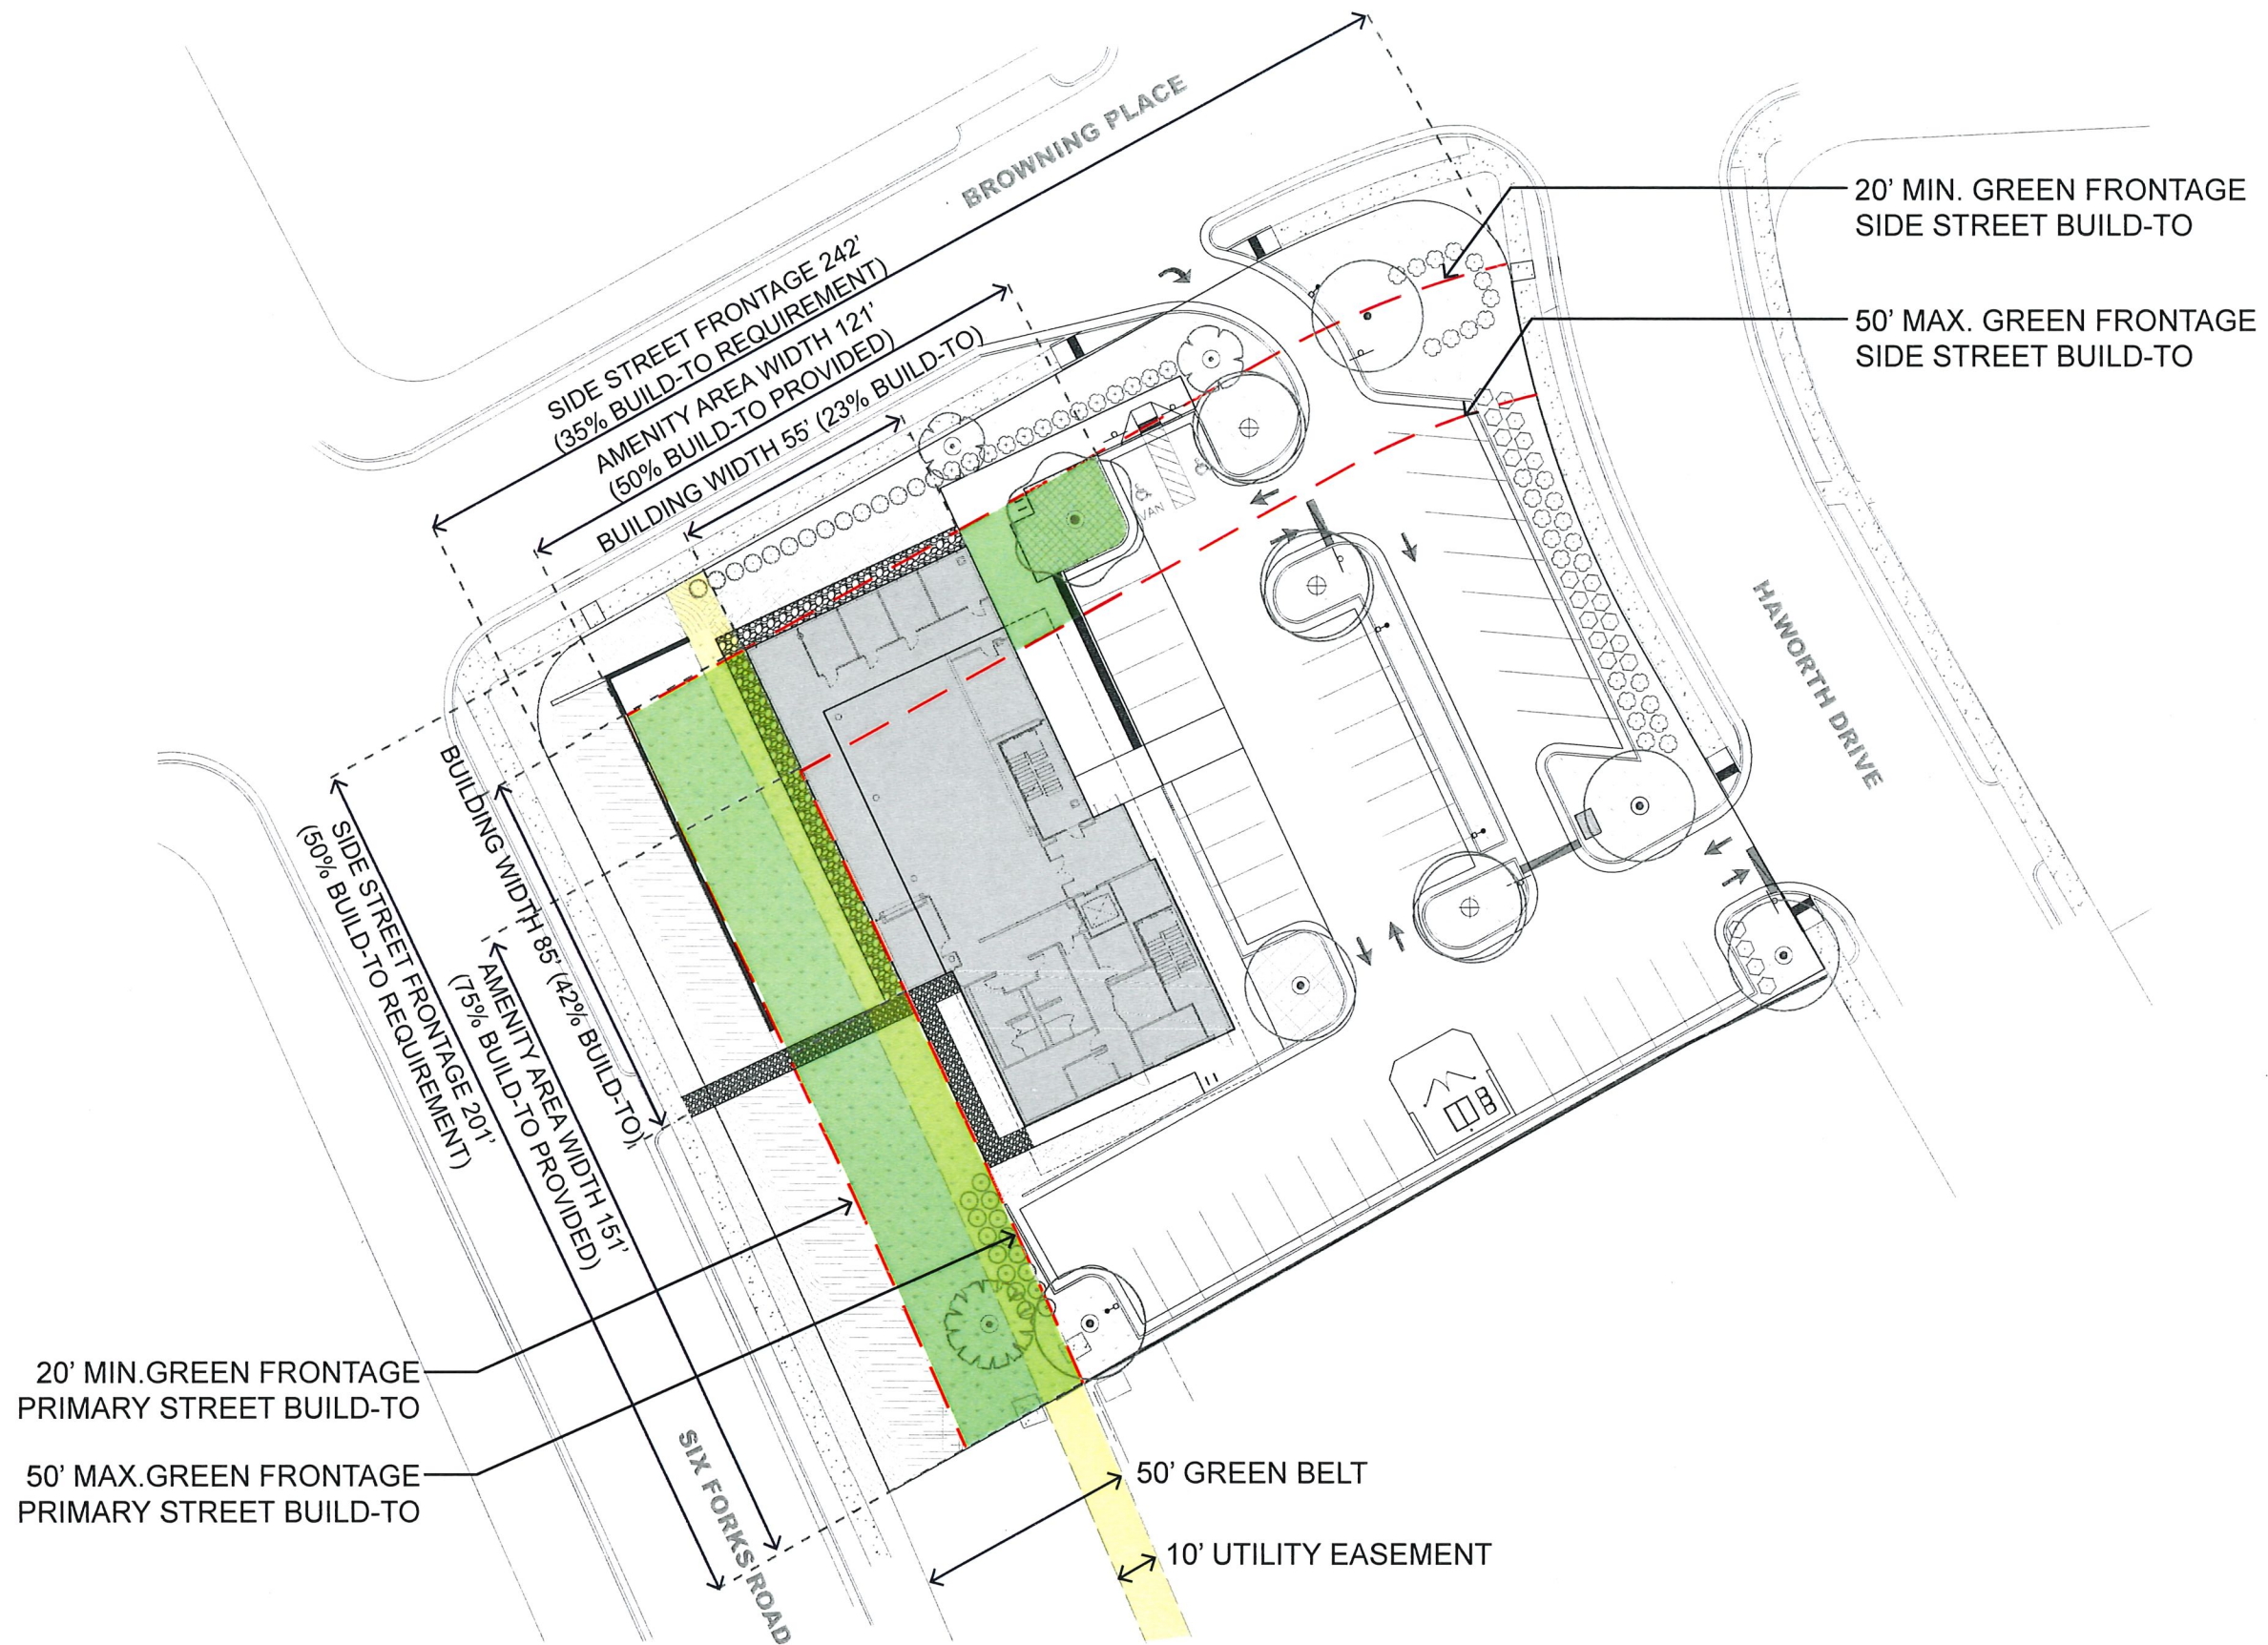 BROWNING PLACE
20' MIN. GREEN FRONTAGE
SIDE STREET BUILD-TO
50' MAX. GREEN FRONTAGE
SIDE STREET BUILD-TO
SIDE STREET FRONTAGE 242'
(35% BUILD-TO REQUIREMENT)
AMENITY AREA WIDTH 121'
(50% BUILD-TO PROVIDED)
BUILDING WIDTH 55' (23% BUILD-TO)
VAN
HAWORTH DRIVE
BUILDING WIDTH 85' (42% BUILD-TO)
SIDE STREET FRONTAGE 201'
(50% BUILD-TO REQUIREMENT)
AMENITY AREA WIDTH 151'
(75% BUILD-TO PROVIDED)
20' MIN.GREEN FRONTAGE
PRIMARY STREET BUILD-TO
50' MAX.GREEN FRONTAGE
PRIMARY STREET BUILD-TO
SIX FORKS ROAD
50' GREEN BELT
10' UTILITY EASEMENT